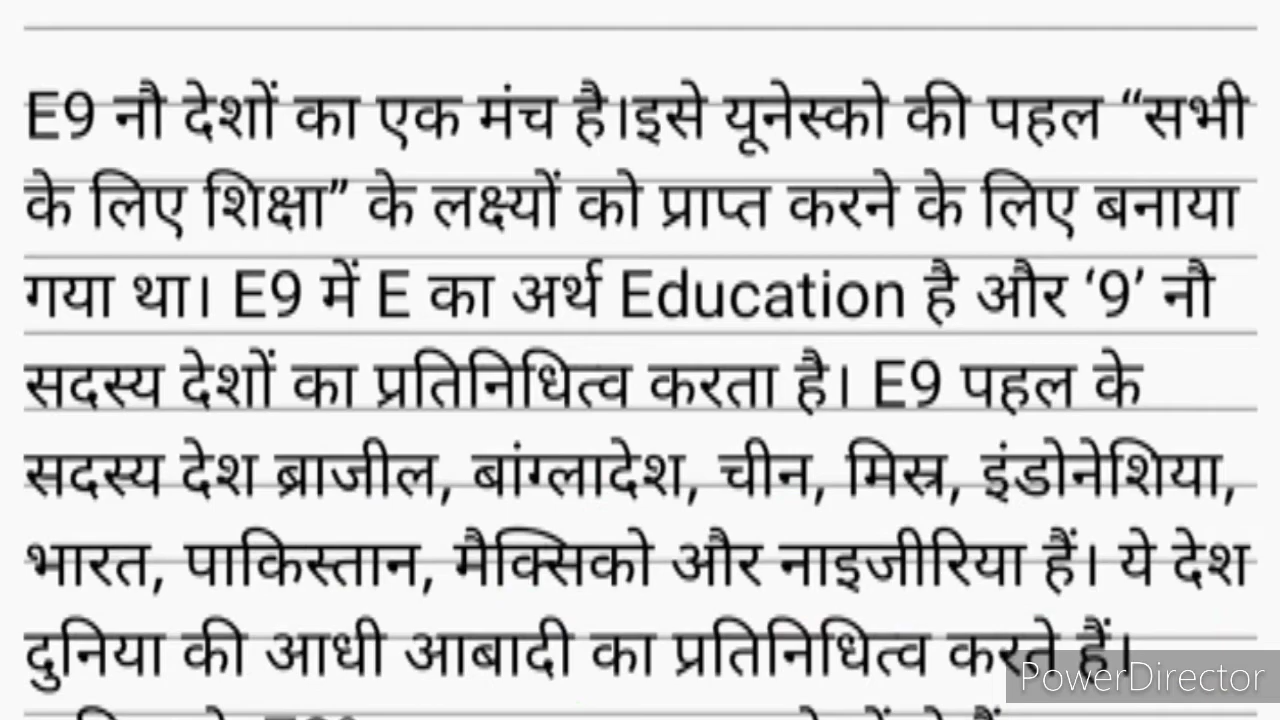 E9 नौ देशों का एक मंच है।इसे यूनेस्को की पहल “सभी
के लिए शिक्षा” के लक्ष्यों को प्राप्त करने के लिए बनाया
गया था। E9 में E का अर्थ Education है और ‘9’ नौ
सदस्य देशों का प्रतिनिधित्व करता है। E9 पहल के
सदस्य देश ब्राजील, बांग्लादेश, चीन, मिस्र, इंडोनेशिया,
भारत, पाकिस्तान, मैक्सिको और नाइजीरिया हैं। ये देश
दुनिया की आधी आबादी का प्रतिनिधित्व करते हैं।
PowerDirector